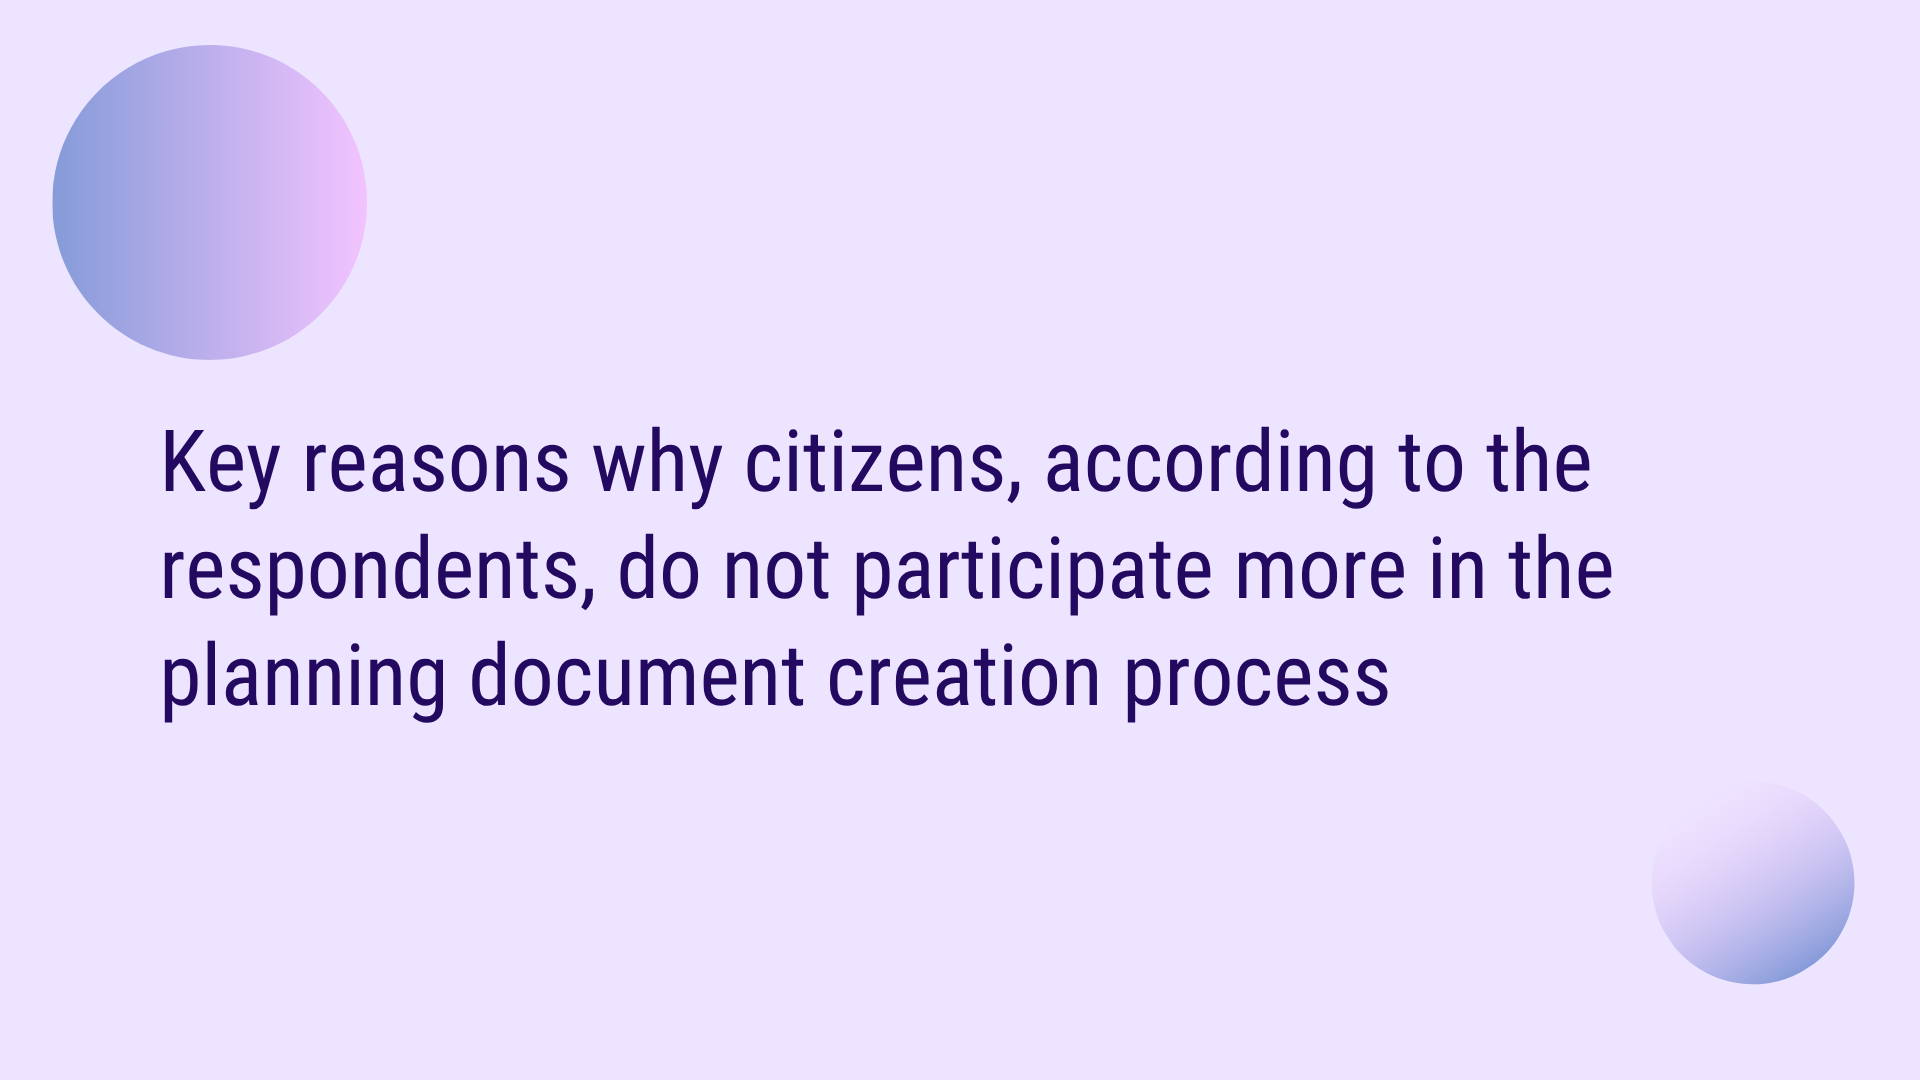 Key reasons why citizens, according to the
respondents, do not participate more in the
planning document creation process